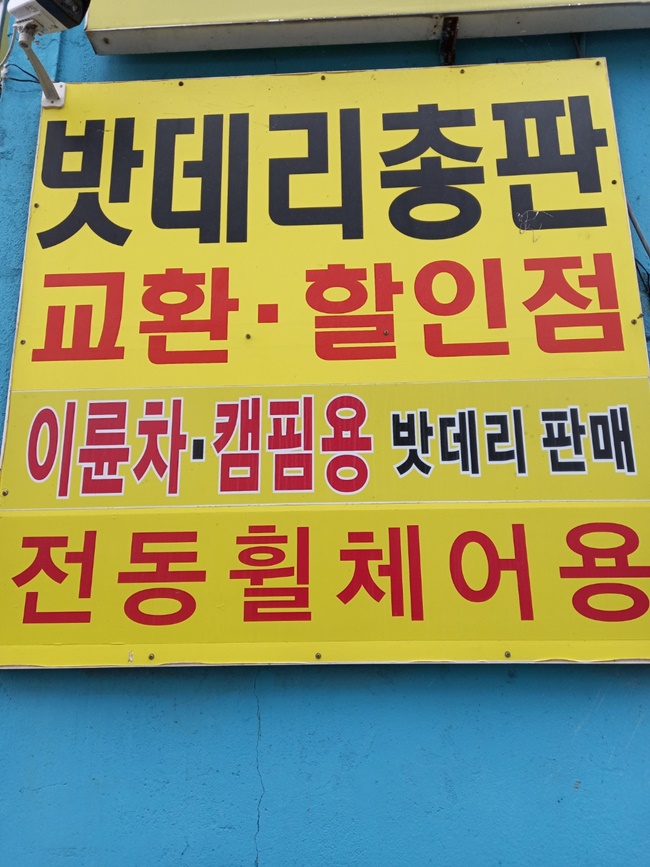 밧데리총판
교환·할인점
이륜차·캠핌용 밧데리 판매
전동휠체어용